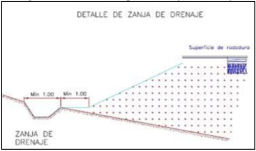 DETALLE DE ZANJA DE DRENAJE
Superficie de rodadura
Min 1.00
Min 1.00
ZANJA DE
DRENAJE